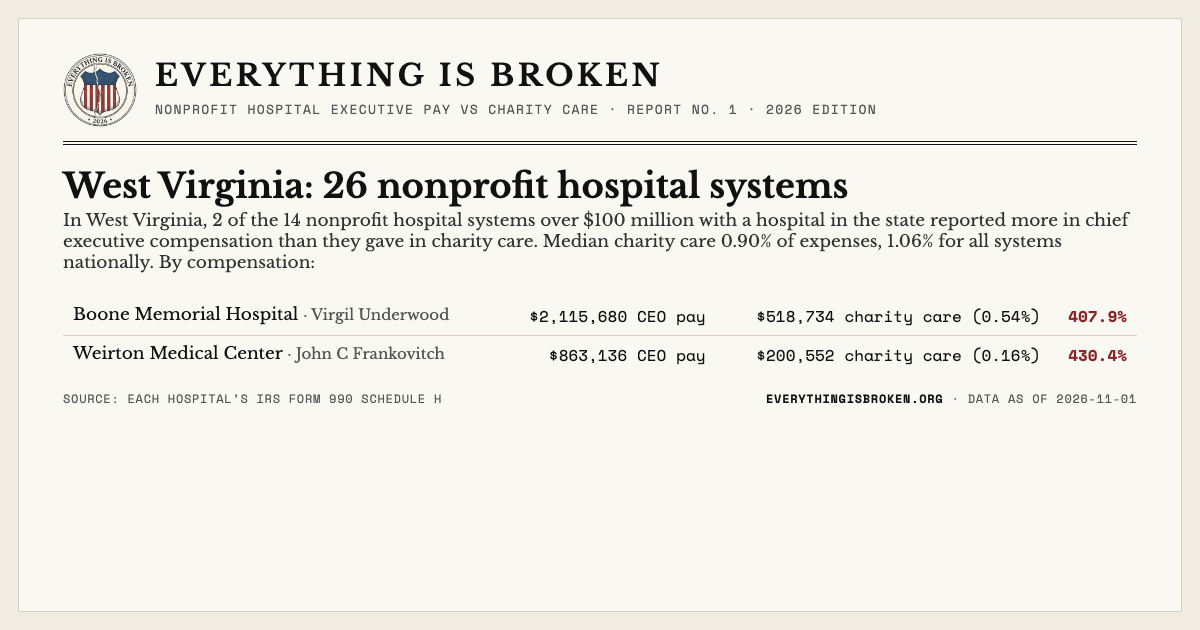 EVERYTHING IS BROKEN
· 2026 ·
EVERYTHING IS BROKEN
NONPROFIT HOSPITAL EXECUTIVE PAY VS CHARITY CARE · REPORT NO. 1 · 2026 EDITION
West Virginia: 26 nonprofit hospital systems
In West Virginia, 2 of the 14 nonprofit hospital systems over $100 million with a hospital in the state reported more in chief
executive compensation than they gave in charity care. Median charity care 0.90% of expenses, 1.06% for all systems
nationally. By compensation:
Boone Memorial Hospital · Virgil Underwood $2,115,680 CEO pay $518,734 charity care (0.54%) 407.9%
Weirton Medical Center · John C Frankovitch $863,136 CEO pay $200,552 charity care (0.16%) 430.4%
SOURCE: EACH HOSPITAL’S IRS FORM 990 SCHEDULE H EVERYTHINGISBROKEN.ORG · DATA AS OF 2026-11-01